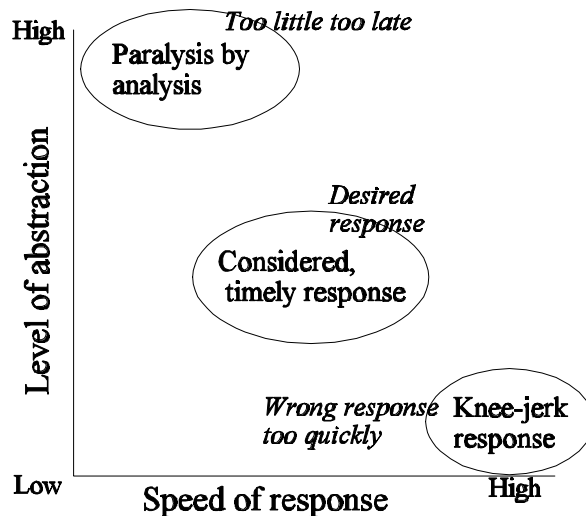 High
Too little too late
Paralysis by
analysis
Level of abstraction
Desired
response
Considered,
timely response
Wrong response
too quickly
Knee-jerk
response
Low
Speed of response
High